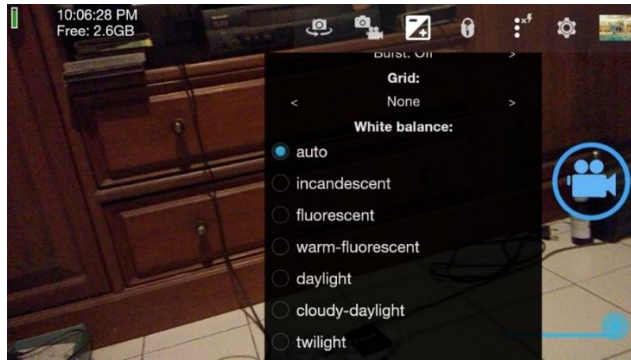 10:06:28 PM
Free: 2.6GB
Burst: Off
>
Grid:
< None >
White balance:
auto
incandescent
fluorescent
warm-fluorescent
daylight
cloudy-daylight
twilight